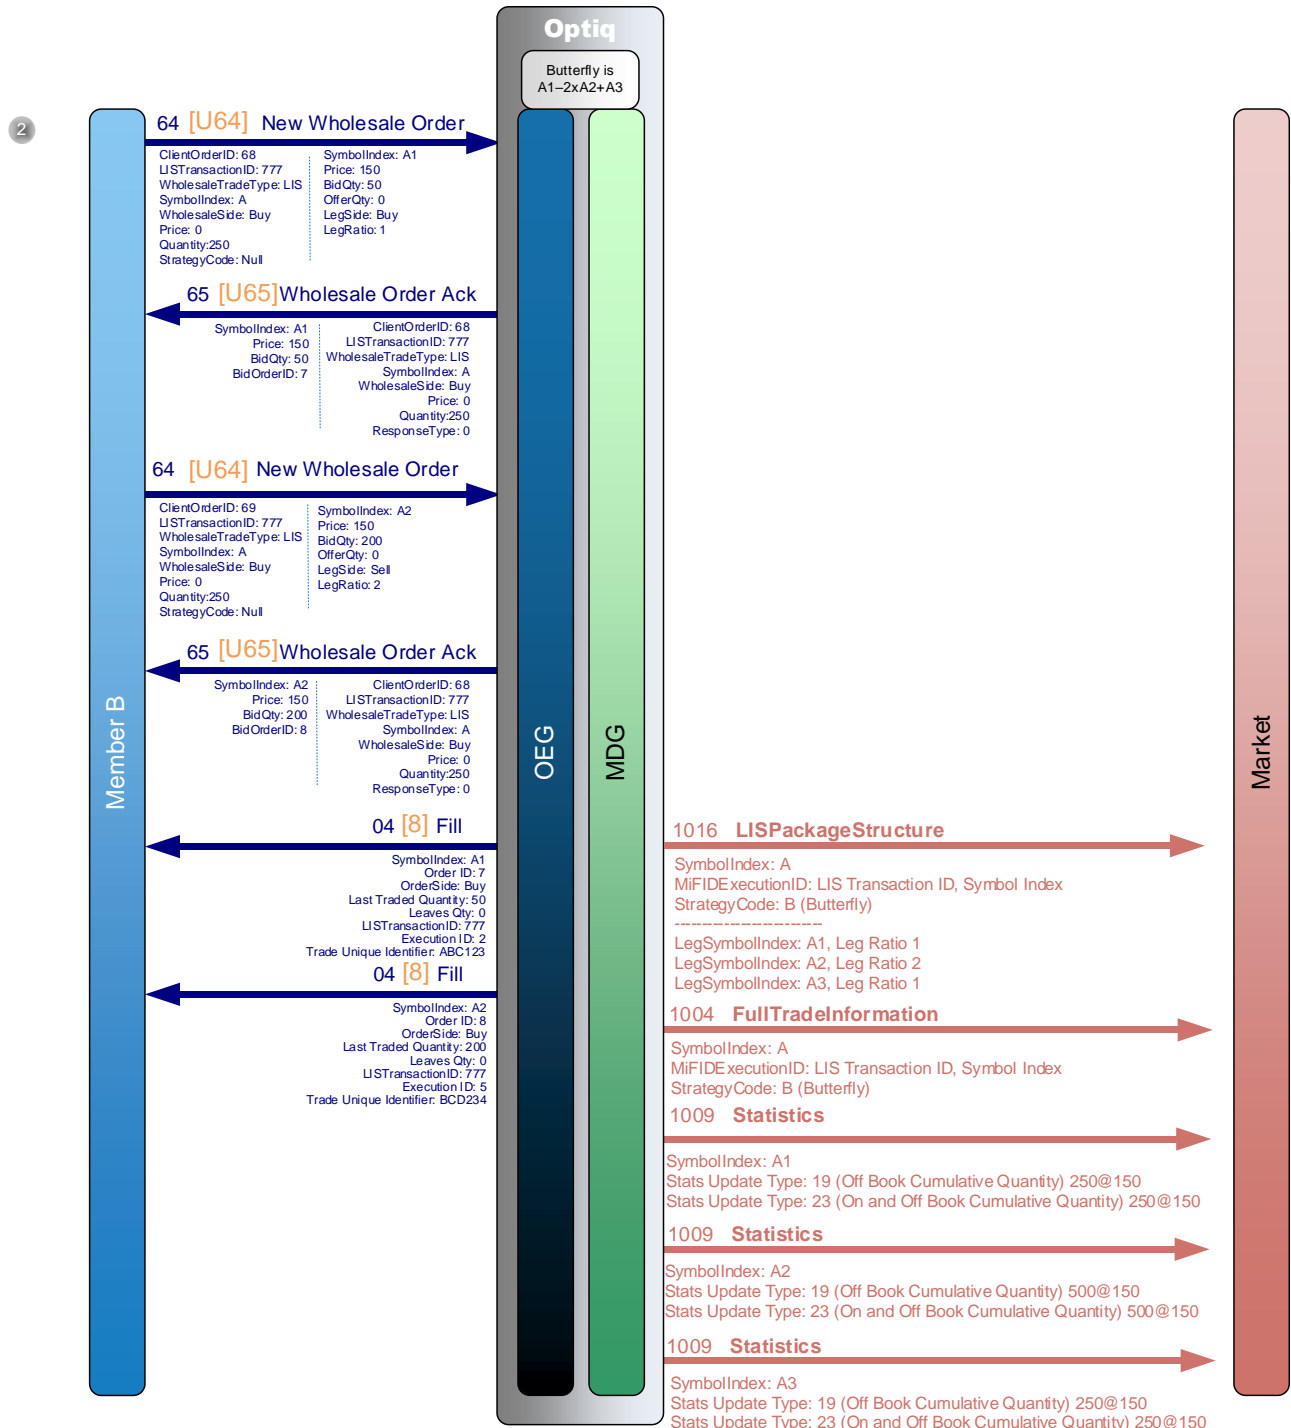 Optiq
Butterfly is
A1–2xA2+A3
2
Member B
OEG
MDG
Market
64 [U64] New Wholesale Order
ClientOrderID: 68
LISTransactionID: 777
WholesaleTradeType: LIS
SymbolIndex: A
WholesaleSide: Buy
Price: 0
Quantity:250
StrategyCode: Null
SymbolIndex: A1
Price: 150
BidQty: 50
OfferQty: 0
LegSide: Buy
LegRatio: 1
65 [U65] Wholesale Order Ack
SymbolIndex: A1
Price: 150
BidQty: 50
BidOrderID: 7
ClientOrderID: 68
LISTransactionID: 777
WholesaleTradeType: LIS
SymbolIndex: A
WholesaleSide: Buy
Price: 0
Quantity:250
ResponseType: 0
64 [U64] New Wholesale Order
ClientOrderID: 69
LISTransactionID: 777
WholesaleTradeType: LIS
SymbolIndex: A
WholesaleSide: Buy
Price: 0
Quantity:250
StrategyCode: Null
SymbolIndex: A2
Price: 150
BidQty: 200
OfferQty: 0
LegSide: Sell
LegRatio: 2
65 [U65] Wholesale Order Ack
SymbolIndex: A2
Price: 150
BidQty: 200
BidOrderID: 8
ClientOrderID: 68
LISTransactionID: 777
WholesaleTradeType: LIS
SymbolIndex: A
WholesaleSide: Buy
Price: 0
Quantity:250
ResponseType: 0
04 [8] Fill
SymbolIndex: A1
Order ID: 7
OrderSide: Buy
Last Traded Quantity: 50
Leaves Qty: 0
LISTransactionID: 777
Execution ID: 2
Trade Unique Identifier: ABC123
04 [8] Fill
SymbolIndex: A2
Order ID: 8
OrderSide: Buy
Last Traded Quantity: 200
Leaves Qty: 0
LISTransactionID: 777
Execution ID: 5
Trade Unique Identifier: BCD234
1016 LISPackageStructure
SymbolIndex: A
MiFIDExecutionID: LIS Transaction ID, Symbol Index
StrategyCode: B (Butterfly)
---------------------------
LegSymbolIndex: A1, Leg Ratio 1
LegSymbolIndex: A2, Leg Ratio 2
LegSymbolIndex: A3, Leg Ratio 1
1004 FullTradeInformation
SymbolIndex: A
MiFIDExecutionID: LIS Transaction ID, Symbol Index
StrategyCode: B (Butterfly)
1009 Statistics
SymbolIndex: A1
Stats Update Type: 19 (Off Book Cumulative Quantity) 250@150
Stats Update Type: 23 (On and Off Book Cumulative Quantity) 250@150
1009 Statistics
SymbolIndex: A2
Stats Update Type: 19 (Off Book Cumulative Quantity) 500@150
Stats Update Type: 23 (On and Off Book Cumulative Quantity) 500@150
1009 Statistics
SymbolIndex: A3
Stats Update Type: 19 (Off Book Cumulative Quantity) 250@150
Stats Update Type: 23 (On and Off Book Cumulative Quantity) 250@150